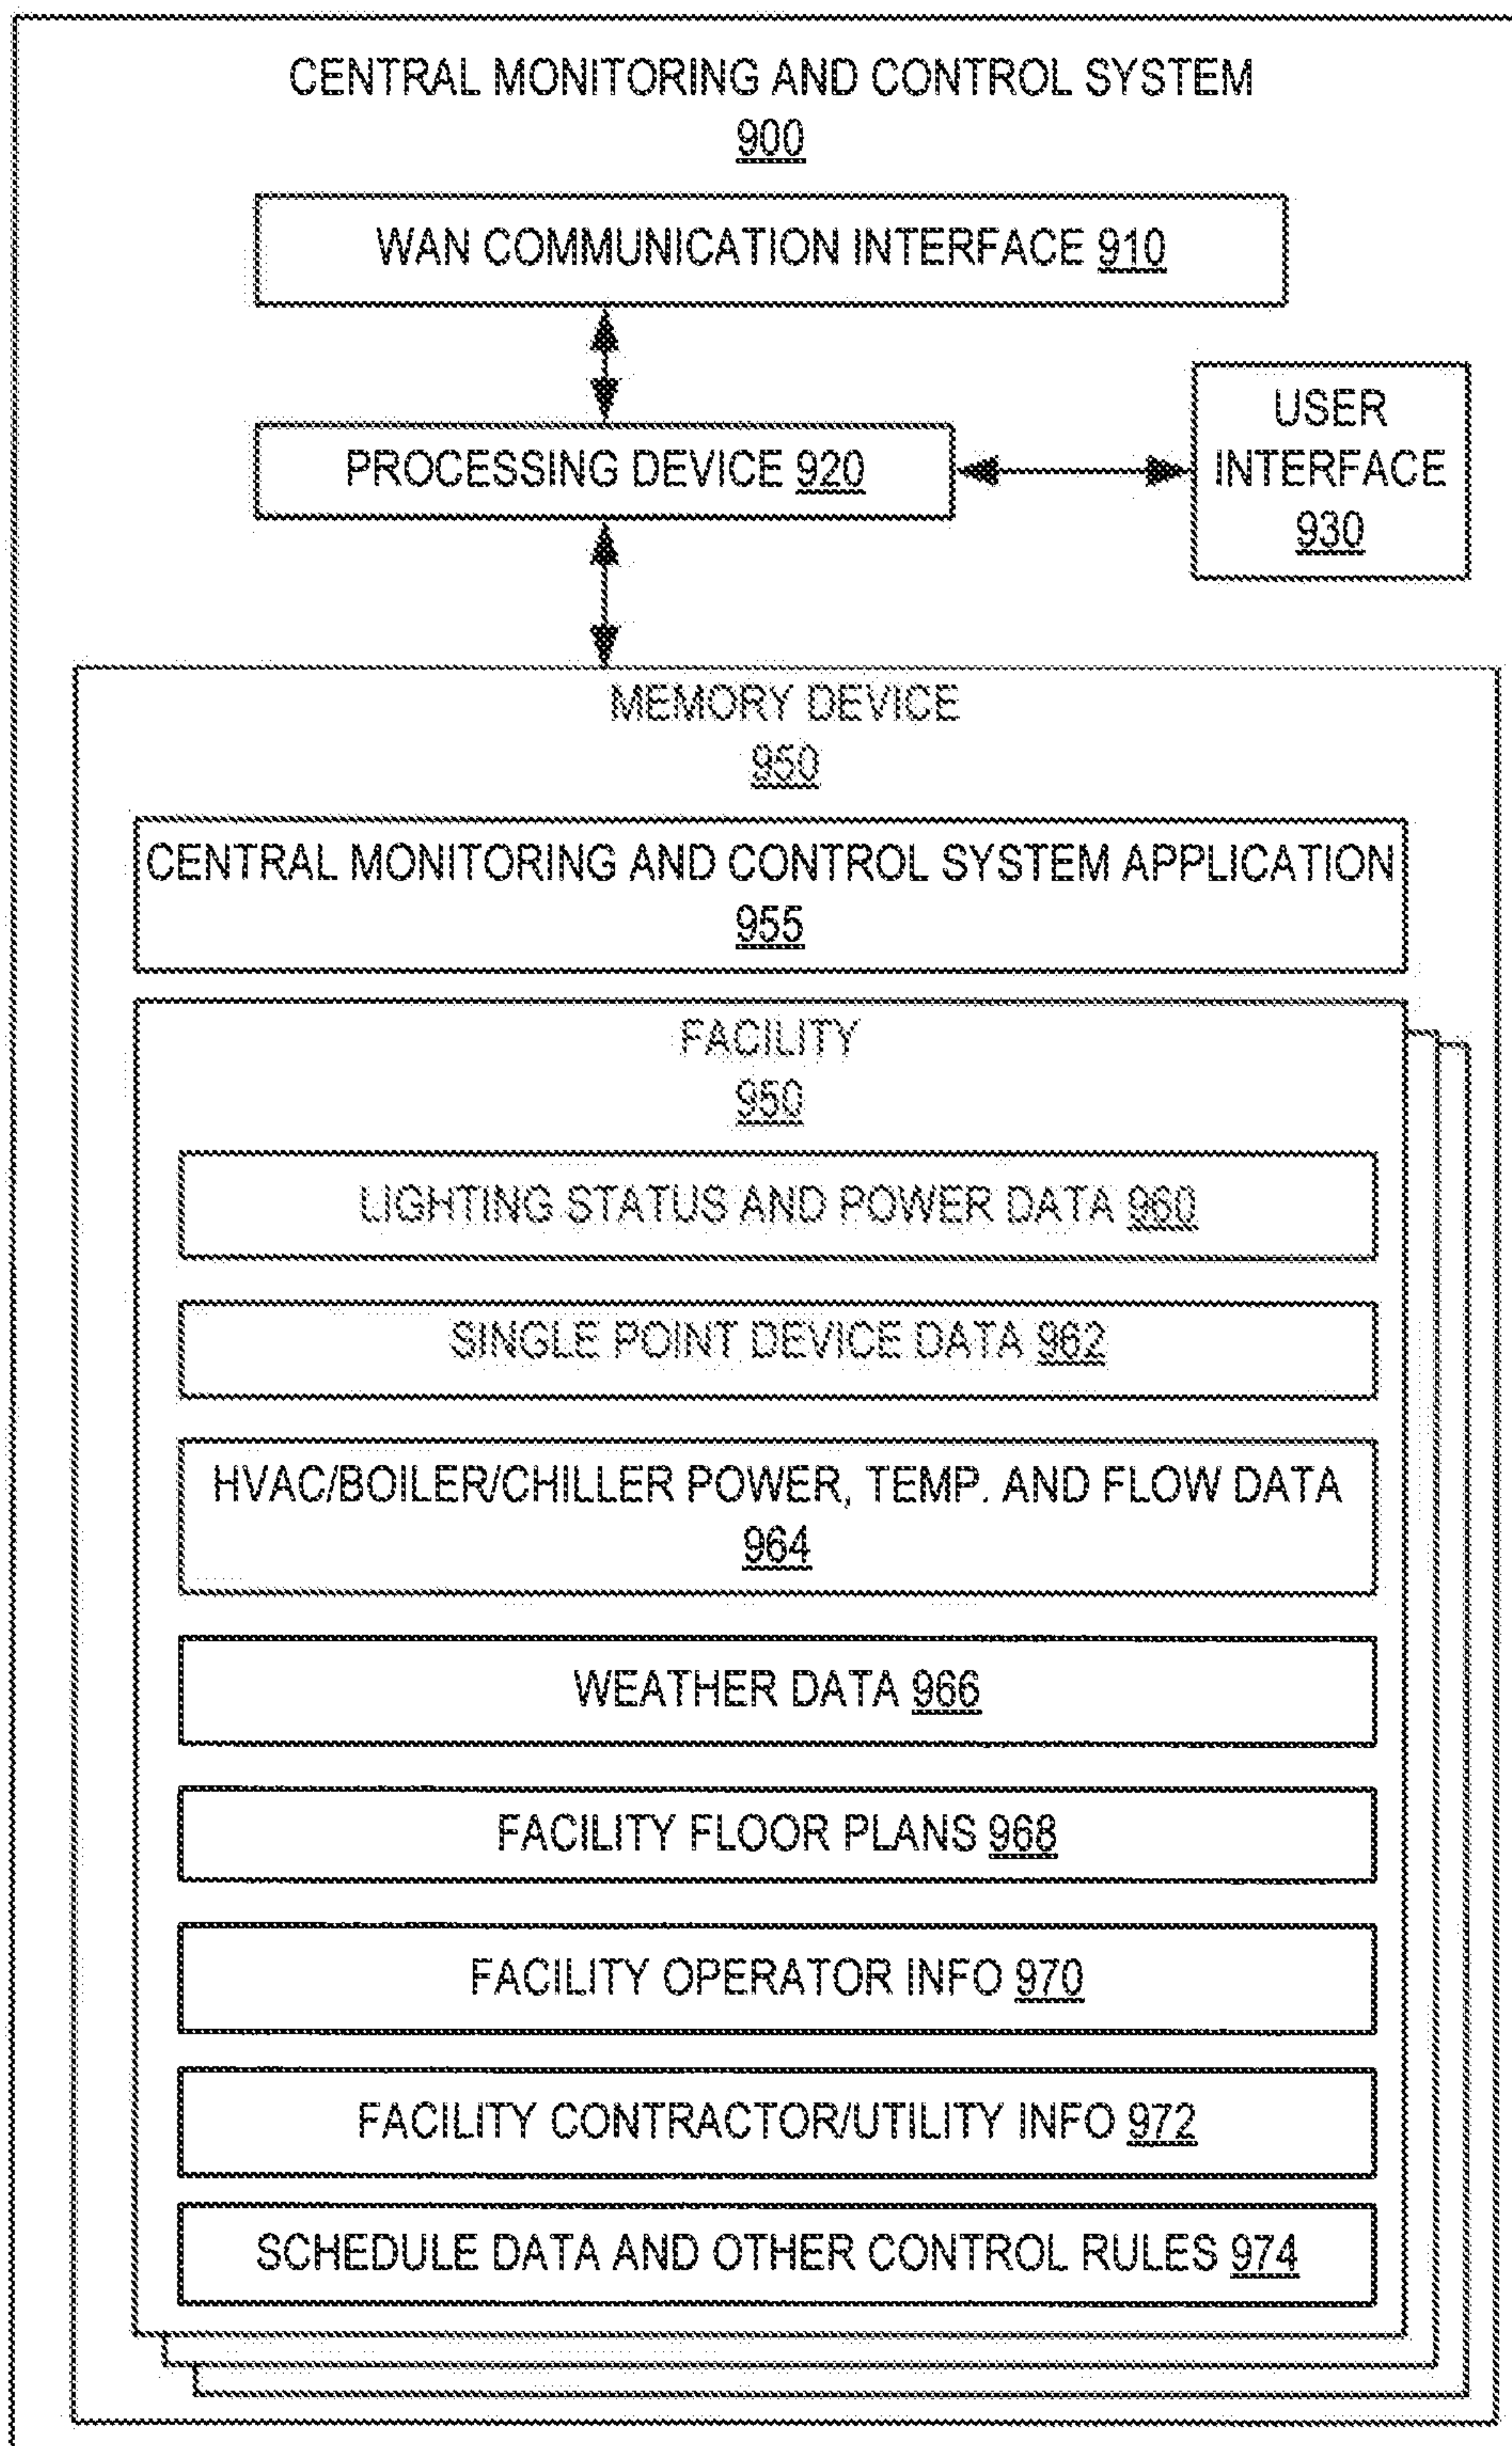 CENTRAL MONITORING AND CONTROL SYSTEM
900
WAN COMMUNICATION INTERFACE 910
PROCESSING DEVICE 920
USER
INTERFACE
930
MEMORY DEVICE
950
CENTRAL MONITORING AND CONTROL SYSTEM APPLICATION
955
FACILITY
950
LIGHTING STATUS AND POWER DATA 960
SINGLE POINT DEVICE DATA 962
HVAC/BOILER/CHILLER POWER, TEMP. AND FLOW DATA
964
WEATHER DATA 966
FACILITY FLOOR PLANS 968
FACILITY OPERATOR INFO 970
FACILITY CONTRACTOR/UTILITY INFO 972
SCHEDULE DATA AND OTHER CONTROL RULES 974